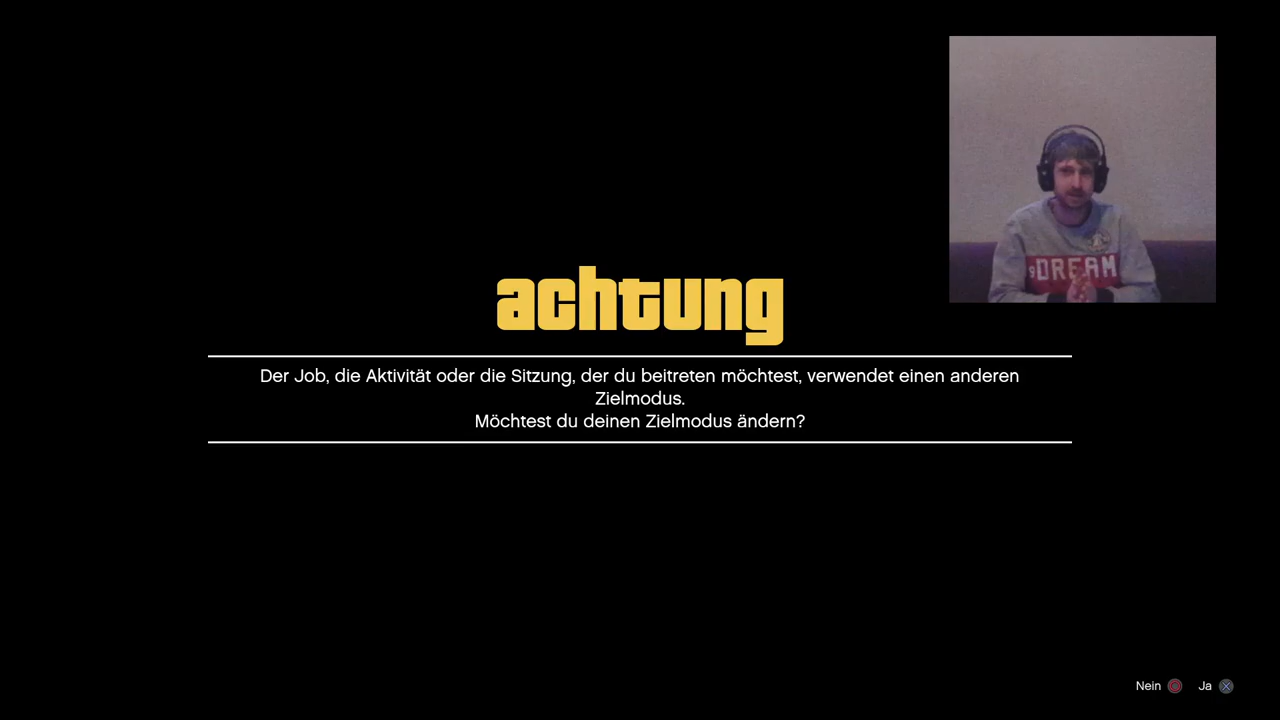 9DREAM
achtung
Der Job, die Aktivität oder die Sitzung, der du beitreten möchtest, verwendet einen anderen
Zielmodus.
Möchtest du deinen Zielmodus ändern?
Nein Ja